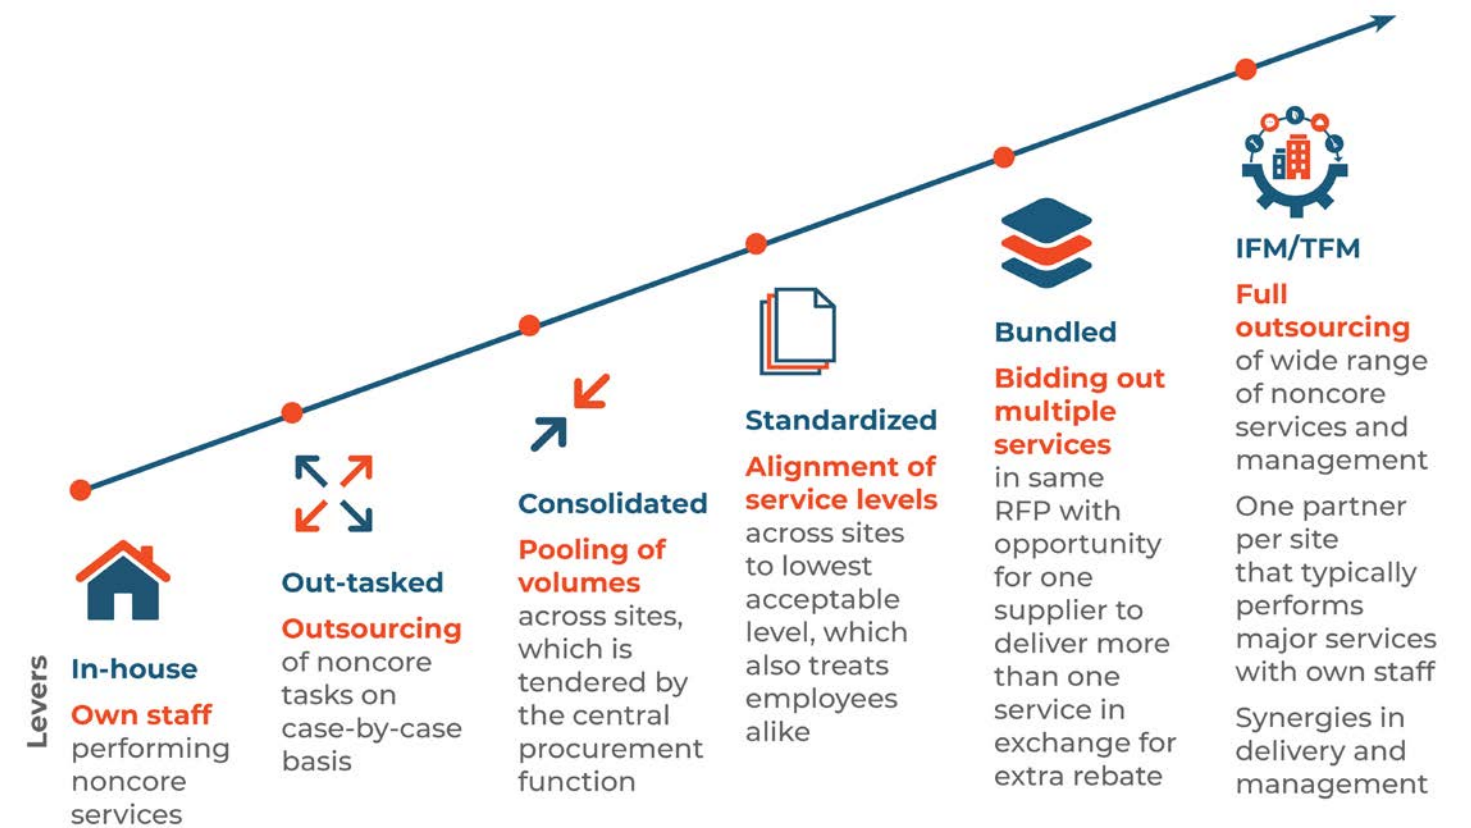 Levers
In-house
Own staff
performing
noncore
services
Out-tasked
Outsourcing
of noncore
tasks on
case-by-case
basis
Consolidated
Pooling of
volumes
across sites,
which is
tendered by
the central
procurement
function
Standardized
Alignment of
service levels
across sites
to lowest
acceptable
level, which
also treats
employees
alike
Bundled
Bidding out
multiple
services
in same
RFP with
opportunity
for one
supplier to
deliver more
than one
service in
exchange for
extra rebate
IFM/TFM
Full
outsourcing
of wide range
of noncore
services and
management
One partner
per site
that typically
performs
major services
with own staff
Synergies in
delivery and
management